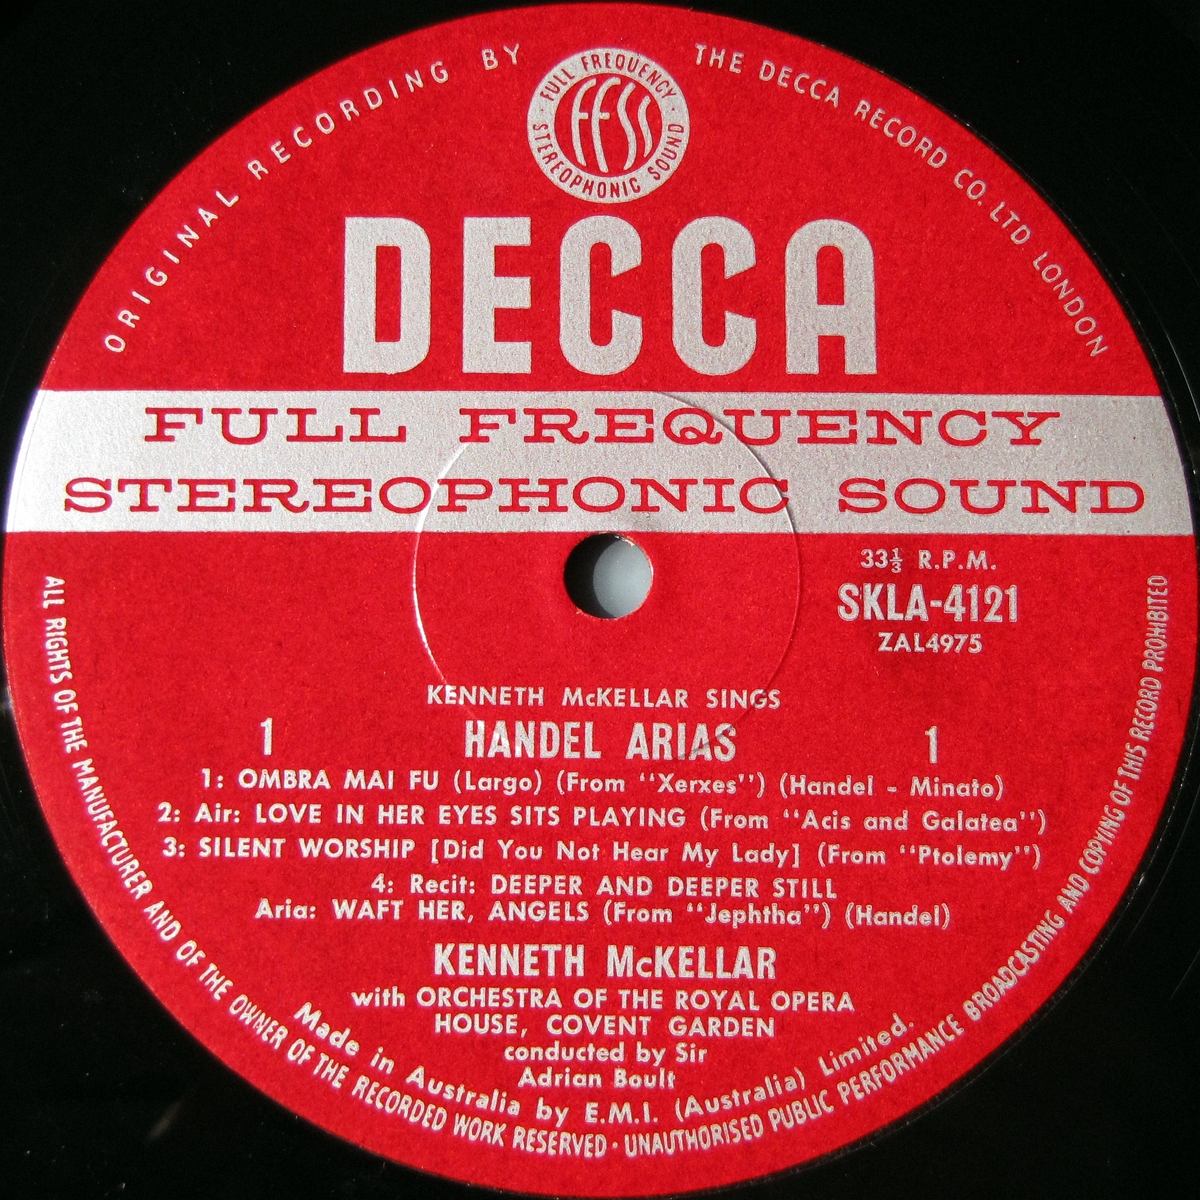 ORIGINAL RECORDING BY
THE DECCA RECORD CO. LTD LONDON
FULL FREQUENCY
FFSS
STEREOPHONIC SOUND
DECCA
FULL FREQUENCY
STEREOPHONIC SOUND
33⅓ R.P.M.
SKLA-4121
ZAL4975
KENNETH McKELLAR SINGS
1 HANDEL ARIAS 1
1: OMBRA MAI FU (Largo) (From "Xerxes") (Handel - Minato)
2: Air: LOVE IN HER EYES SITS PLAYING (From "Acis and Galatea")
3: SILENT WORSHIP [Did You Not Hear My Lady] (From "Ptolemy")
4: Recit: DEEPER AND DEEPER STILL
Aria: WAFT HER, ANGELS (From "Jephtha") (Handel)
KENNETH McKELLAR
with ORCHESTRA OF THE ROYAL OPERA
HOUSE, COVENT GARDEN
conducted by Sir
Adrian Boult
Made in Australia by E.M.I. (Australia) Limited.
ALL RIGHTS OF THE MANUFACTURER AND OF THE OWNER OF THE RECORDED WORK RESERVED · UNAUTHORISED PUBLIC PERFORMANCE BROADCASTING AND COPYING OF THIS RECORD PROHIBITED